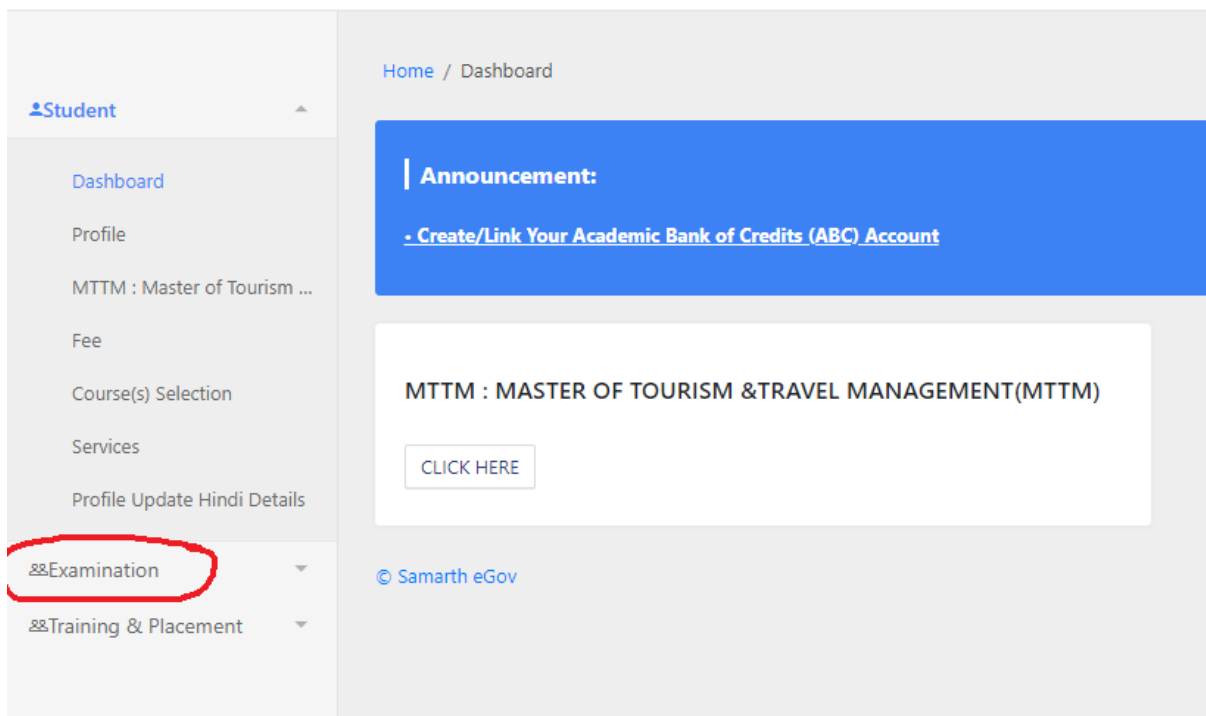 Student
Dashboard
Profile
MTTM : Master of Tourism ...
Fee
Course(s) Selection
Services
Profile Update Hindi Details
Examination
Training & Placement
Home / Dashboard
Announcement:
- Create/Link Your Academic Bank of Credits (ABC) Account
MTTM : MASTER OF TOURISM &TRAVEL MANAGEMENT(MTTM)
CLICK HERE
© Samarth eGov